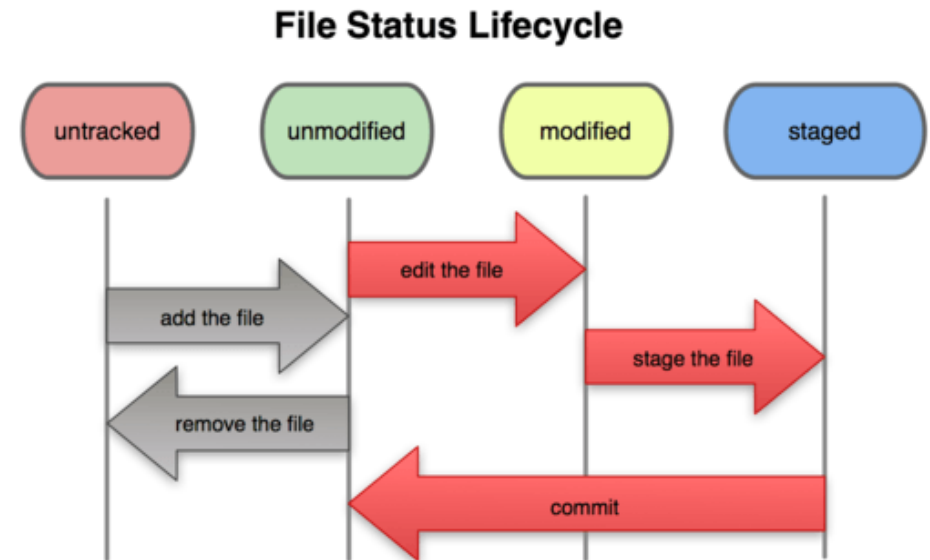 File Status Lifecycle
untracked
unmodified
modified
staged
edit the file
add the file
stage the file
remove the file
commit